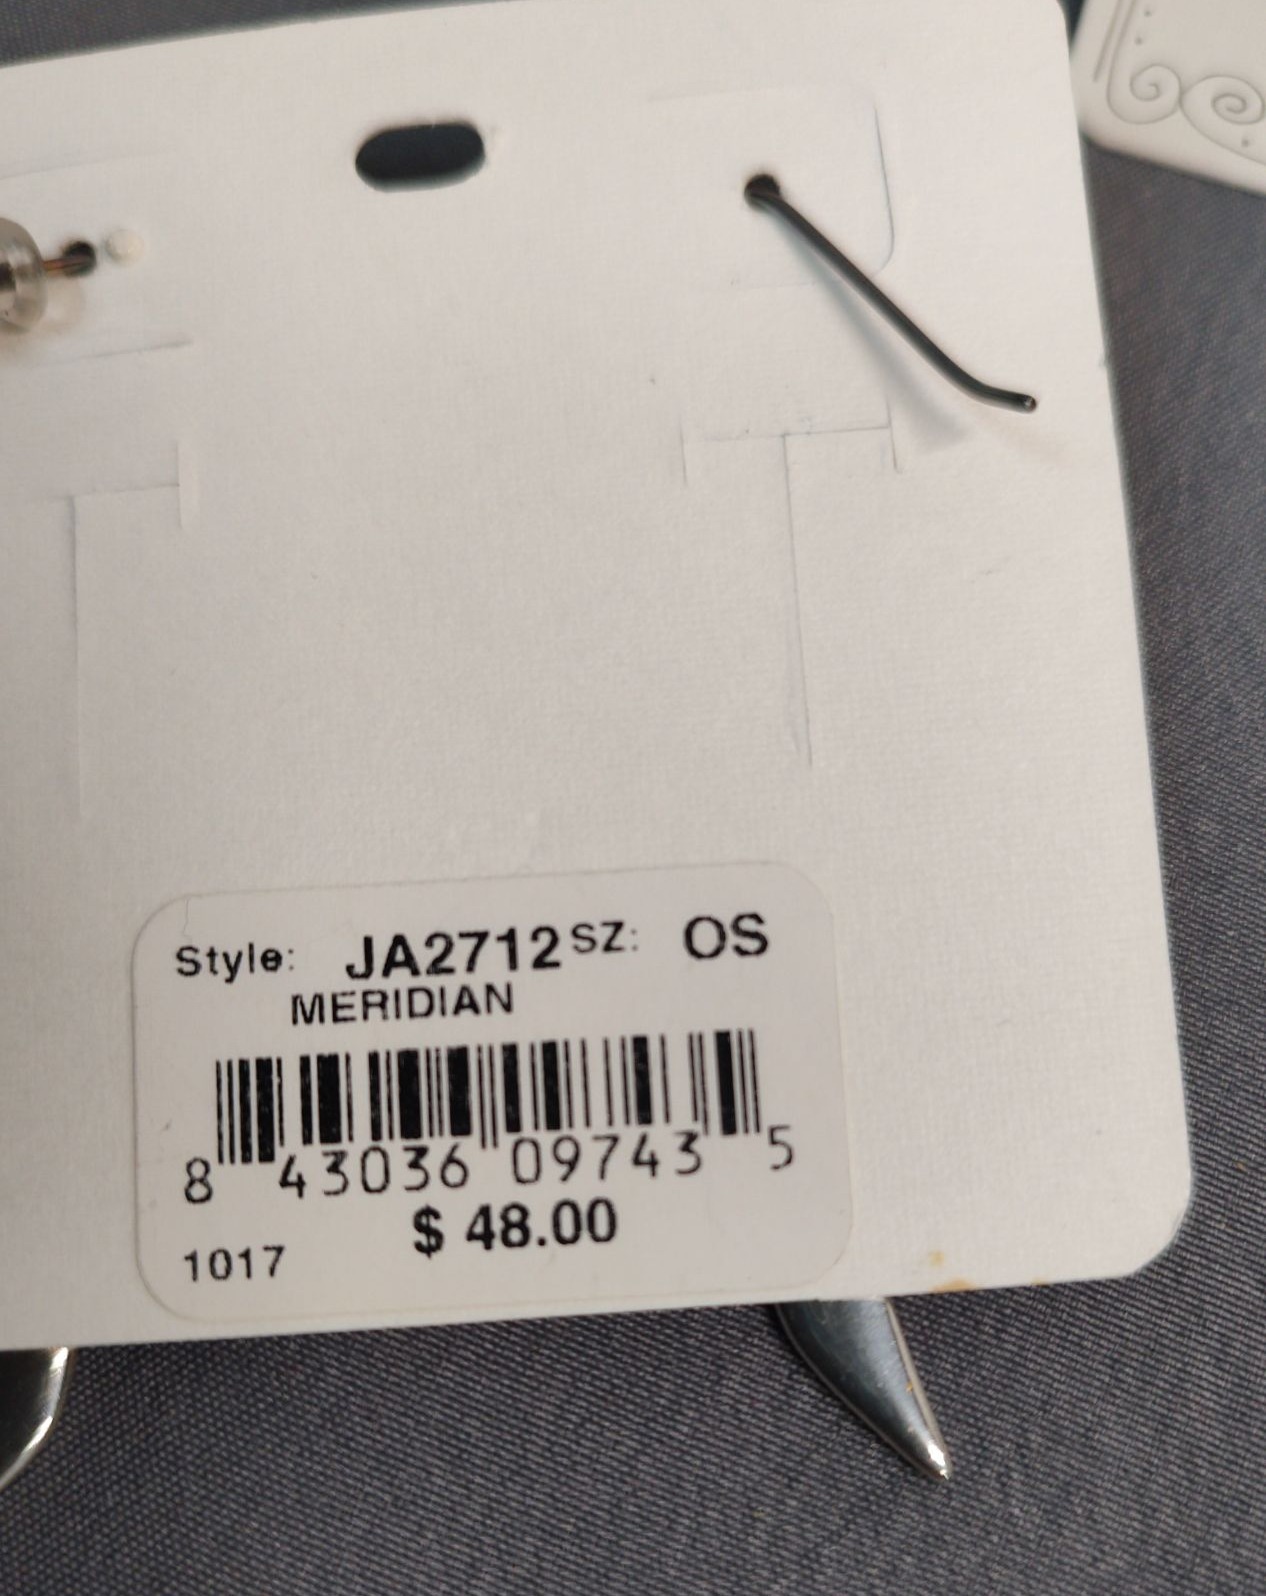 Style: JA2712 SZ: OS
MERIDIAN
8 43036 09743 5
$ 48.00
1017